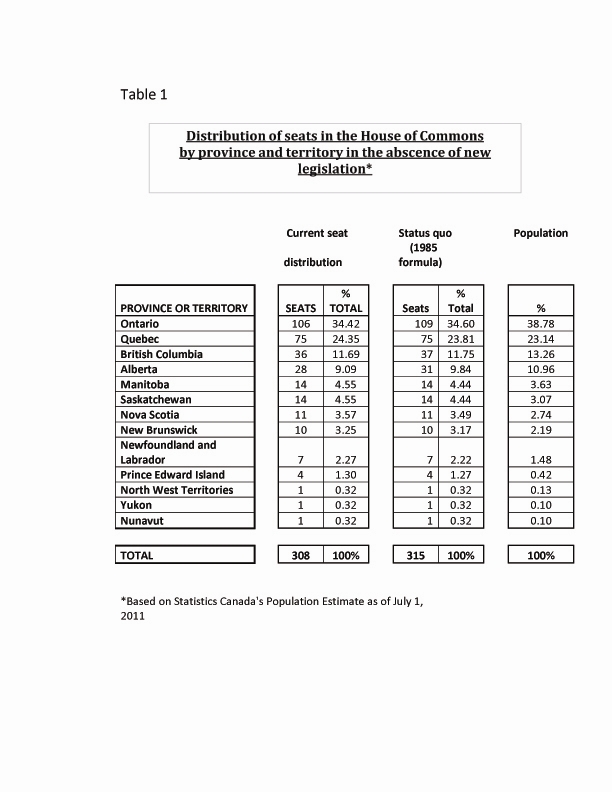 Table 1
Distribution of seats in the House of Commons
by province and territory in the abscence of new
legislation*
Current seat Status quo Population
(1985
distribution formula)
% %
PROVINCE OR TERRITORY SEATS TOTAL Seats Total %
Ontario 106 34.42 109 34.60 38.78
Quebec 75 24.35 75 23.81 23.14
British Columbia 36 11.69 37 11.75 13.26
Alberta 28 9.09 31 9.84 10.96
Manitoba 14 4.55 14 4.44 3.63
Saskatchewan 14 4.55 14 4.44 3.07
Nova Scotia 11 3.57 11 3.49 2.74
New Brunswick 10 3.25 10 3.17 2.19
Newfoundland and
Labrador 7 2.27 7 2.22 1.48
Prince Edward Island 4 1.30 4 1.27 0.42
North West Territories 1 0.32 1 0.32 0.13
Yukon 1 0.32 1 0.32 0.10
Nunavut 1 0.32 1 0.32 0.10
TOTAL 308 100% 315 100% 100%
*Based on Statistics Canada's Population Estimate as of July 1,
2011